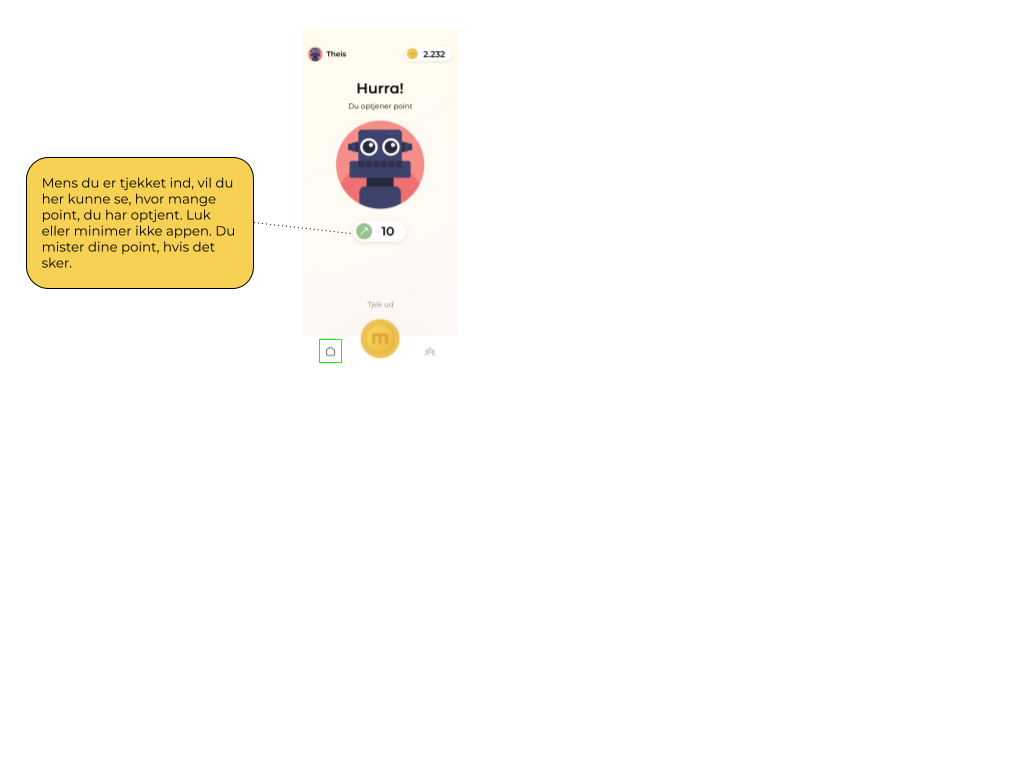 Theis
2.232
Hurra!
Du optjener point
Mens du er tjekket ind, vil du
her kunne se, hvor mange
point, du har optjent. Luk
eller minimer ikke appen. Du
mister dine point, hvis det
sker.
10
Tjek ud
m